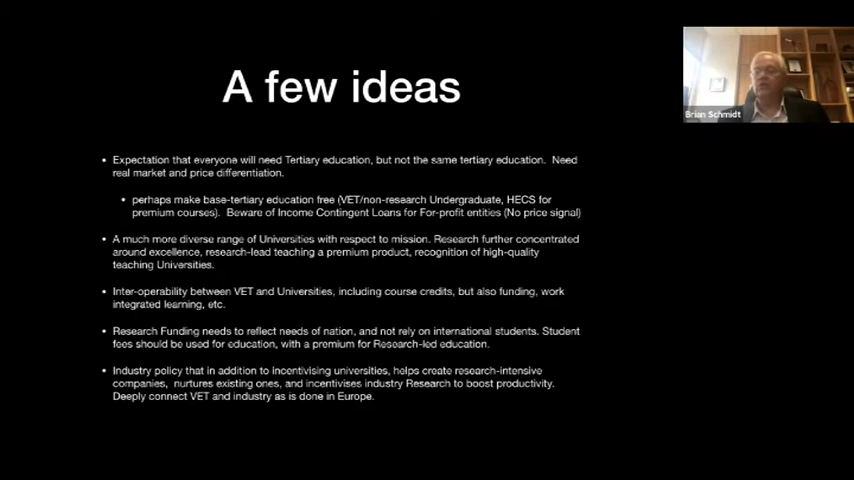 A few ideas
• Expectation that everyone will need Tertiary education, but not the same tertiary education. Need
real market and price differentiation.
• perhaps make base-tertiary education free (VET/non-research Undergraduate, HECS for
premium courses). Beware of Income Contingent Loans for For-profit entities (No price signal)
• A much more diverse range of Universities with respect to mission. Research further concentrated
around excellence, research-lead teaching a premium product, recognition of high-quality
teaching Universities.
• Inter-operability between VET and Universities, including course credits, but also funding, work
integrated learning, etc.
• Research Funding needs to reflect needs of nation, and not rely on international students. Student
fees should be used for education, with a premium for Research-led education.
• Industry policy that in addition to incentivising universities, helps create research-intensive
companies, nurtures existing ones, and incentivises industry Research to boost productivity.
Deeply connect VET and industry as is done in Europe.
Brian Schmidt